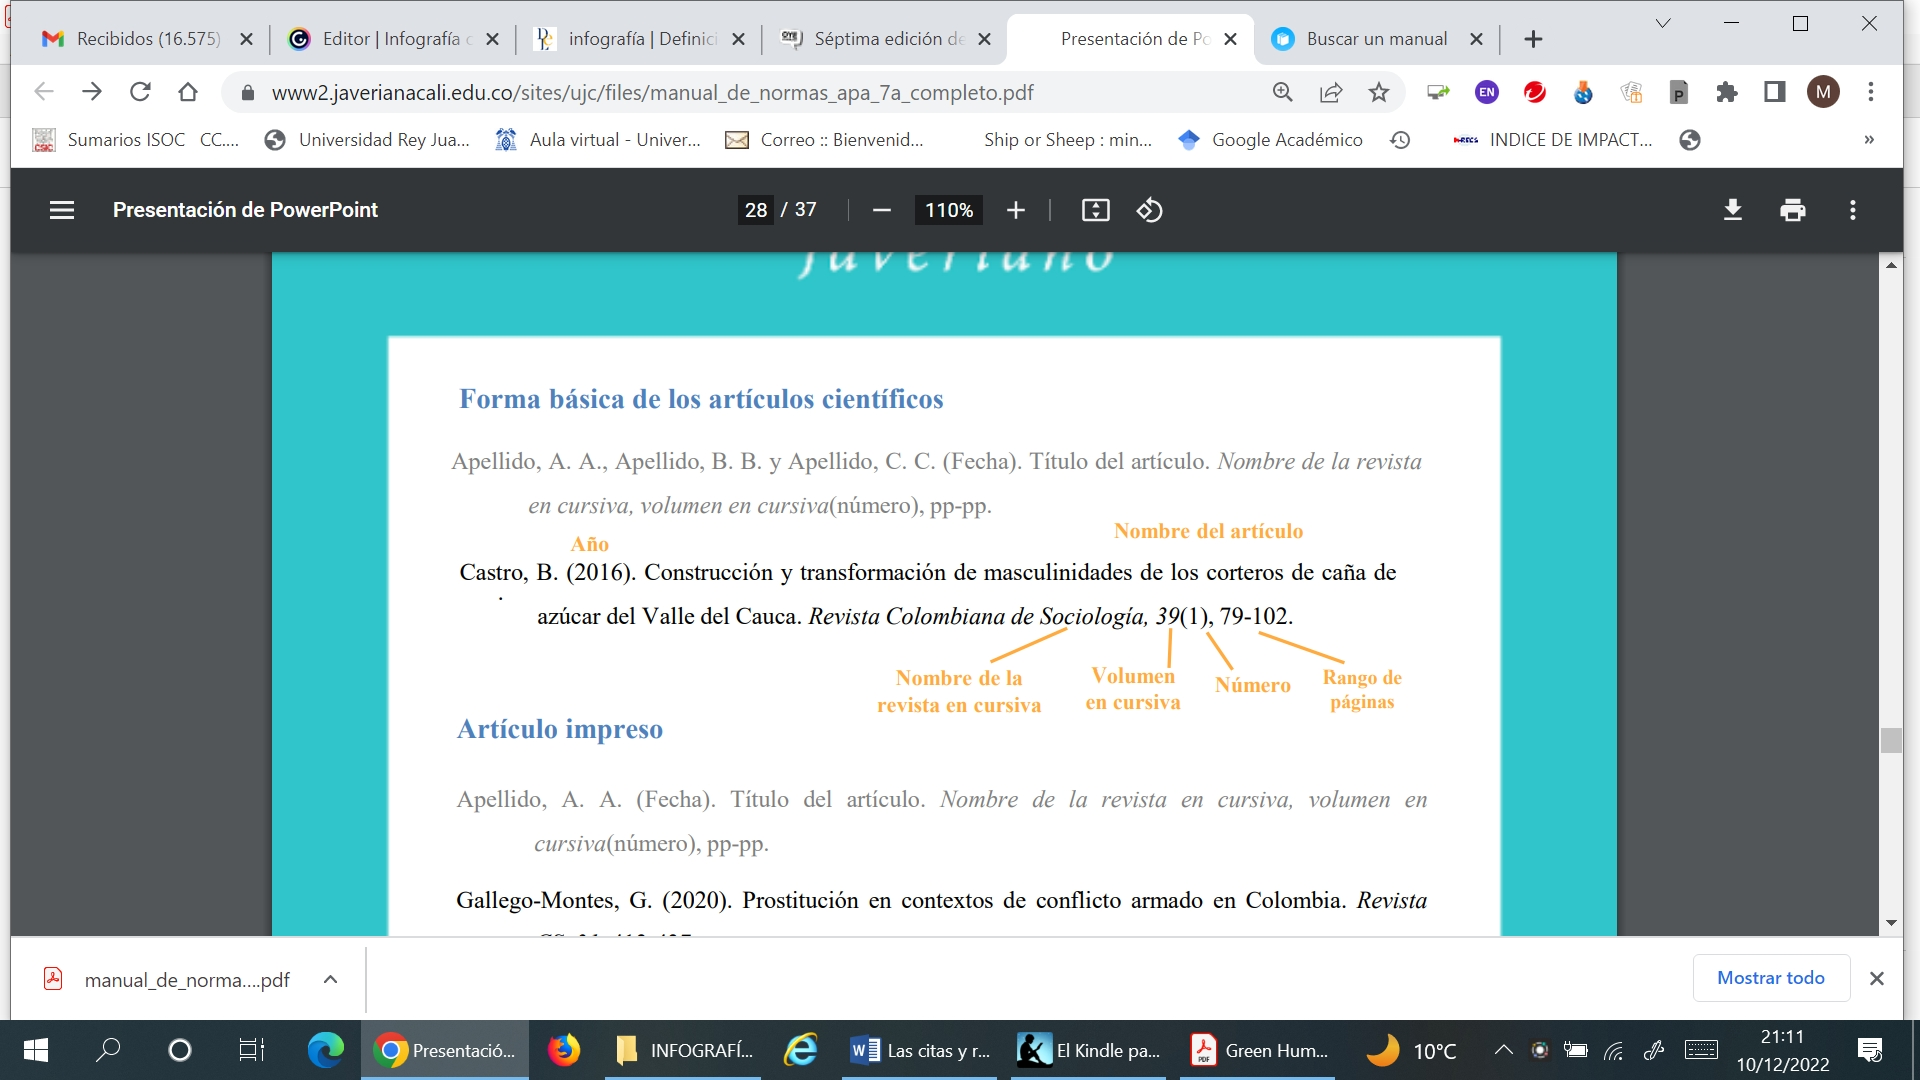 Recibidos (16.575)
Editor | Infografía c
infografía | Definici
Séptima edición de
Presentación de Po
Buscar un manual
www2.javerianacali.edu.co/sites/ujc/files/manual_de_normas_apa_7a_completo.pdf
EN
P
M
CSIC
Sumarios ISOC CC....
Universidad Rey Jua...
Aula virtual - Univer...
Correo :: Bienvenid...
Ship or Sheep : min...
Google Académico
INDICE DE IMPACT...
»
Presentación de PowerPoint
28 / 37
110%
Javeriano
Forma básica de los artículos científicos
Apellido, A. A., Apellido, B. B. y Apellido, C. C. (Fecha). Título del artículo. Nombre de la revista
en cursiva, volumen en cursiva(número), pp-pp.
Nombre del artículo
Año
Castro, B. (2016). Construcción y transformación de masculinidades de los corteros de caña de
azúcar del Valle del Cauca. Revista Colombiana de Sociología, 39(1), 79-102.
Nombre de la
revista en cursiva
Volumen
en cursiva
Número
Rango de
páginas
Artículo impreso
Apellido, A. A. (Fecha). Título del artículo. Nombre de la revista en cursiva, volumen en
cursiva(número), pp-pp.
Gallego-Montes, G. (2020). Prostitución en contextos de conflicto armado en Colombia. Revista
manual_de_norma....pdf
Mostrar todo
Presentació...
INFOGRAFÍ...
Las citas y r...
El Kindle pa...
Green Hum...
10°C
21:11
10/12/2022